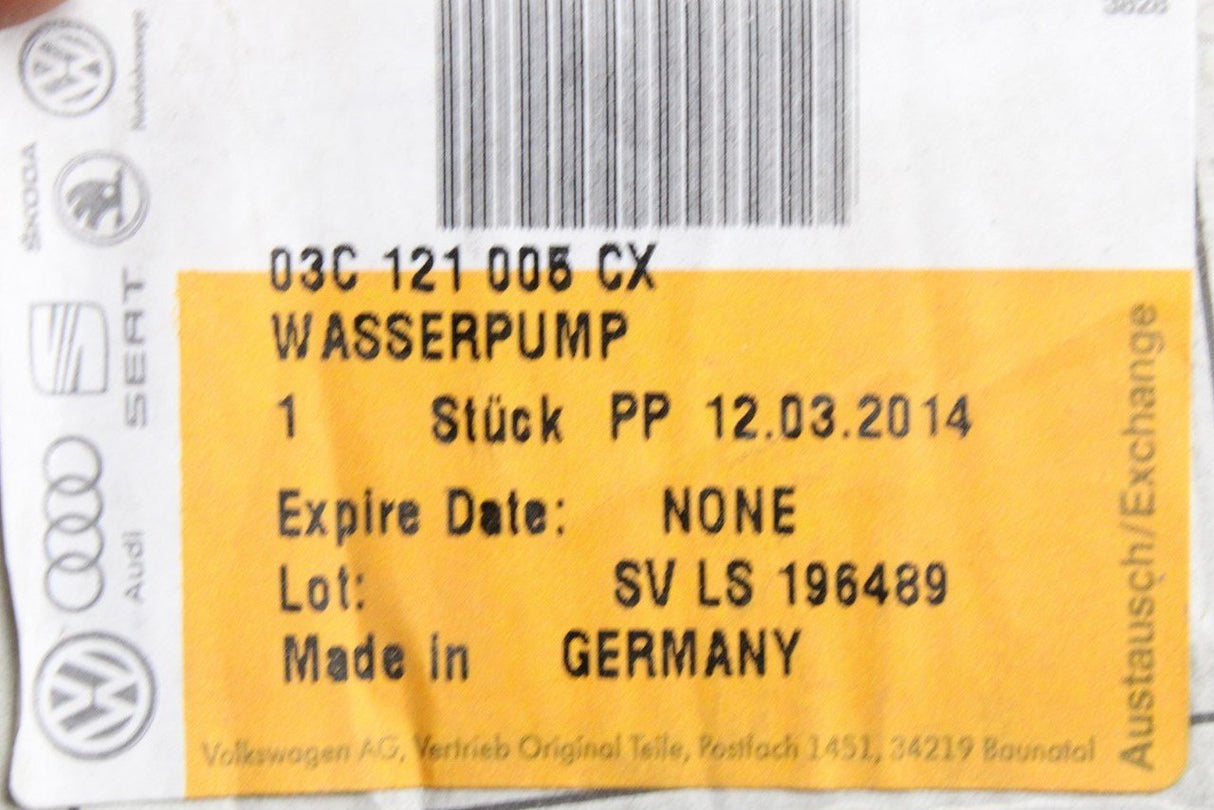 03C 121 005 CX
WASSERPUMP
1 Stück PP 12.03.2014
Expire Date: NONE
Lot: SV LS 196489
Made in GERMANY
Volkswagen AG, Vertrieb Original Teile, Postfach 1451, 34219 Baunatal
Austausch/Exchange
ŠKODA
SEAT
Audi